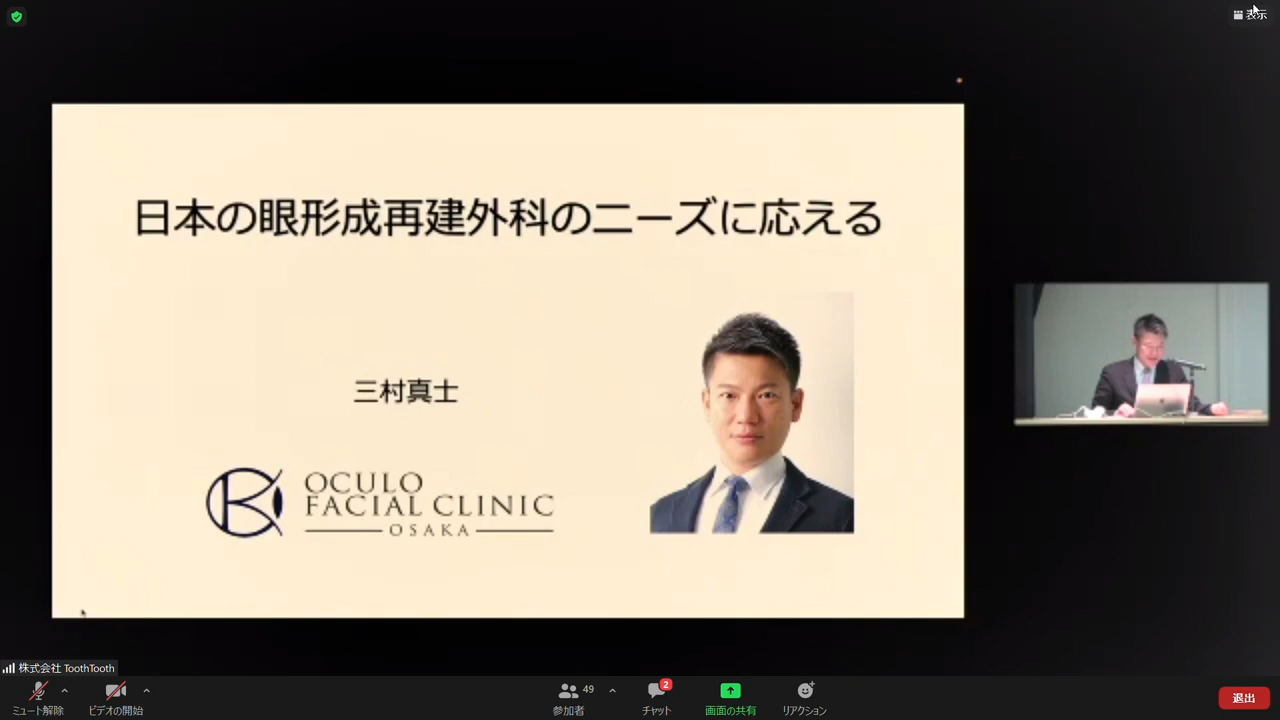 表示
日本の眼形成再建外科のニーズに応える
三村真士
OCULO
FACIAL CLINIC
OSAKA
株式会社 ToothTooth
ミュート解除
ビデオの開始
49
参加者
2
チャット
画面の共有
リアクション
退出